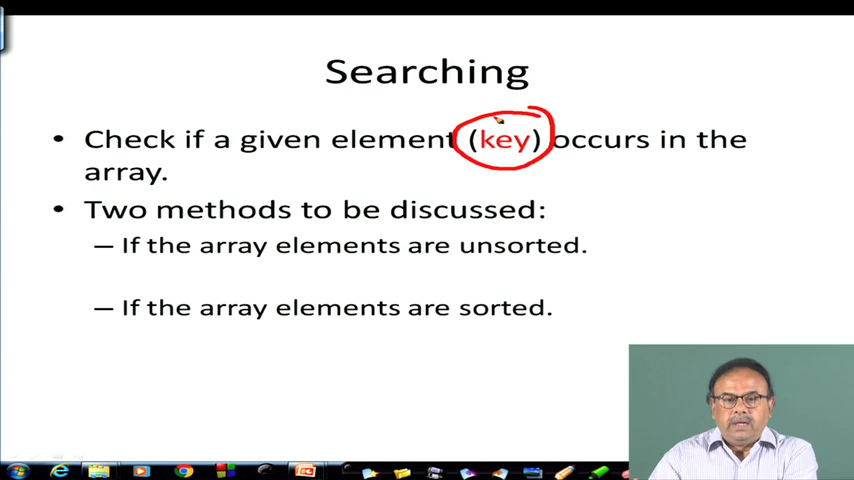 Searching
• Check if a given element (key) occurs in the
array.
• Two methods to be discussed:
– If the array elements are unsorted.
– If the array elements are sorted.